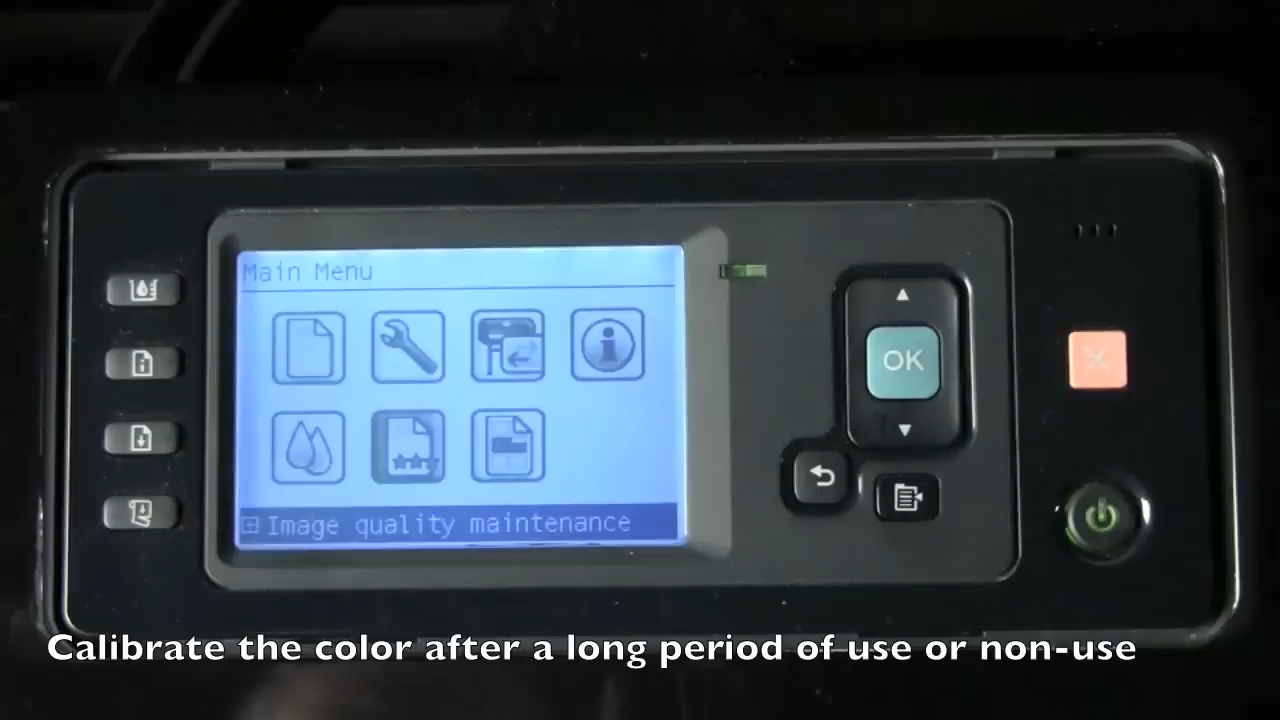 Main Menu
OK
Image quality maintenance
Calibrate the color after a long period of use or non-use